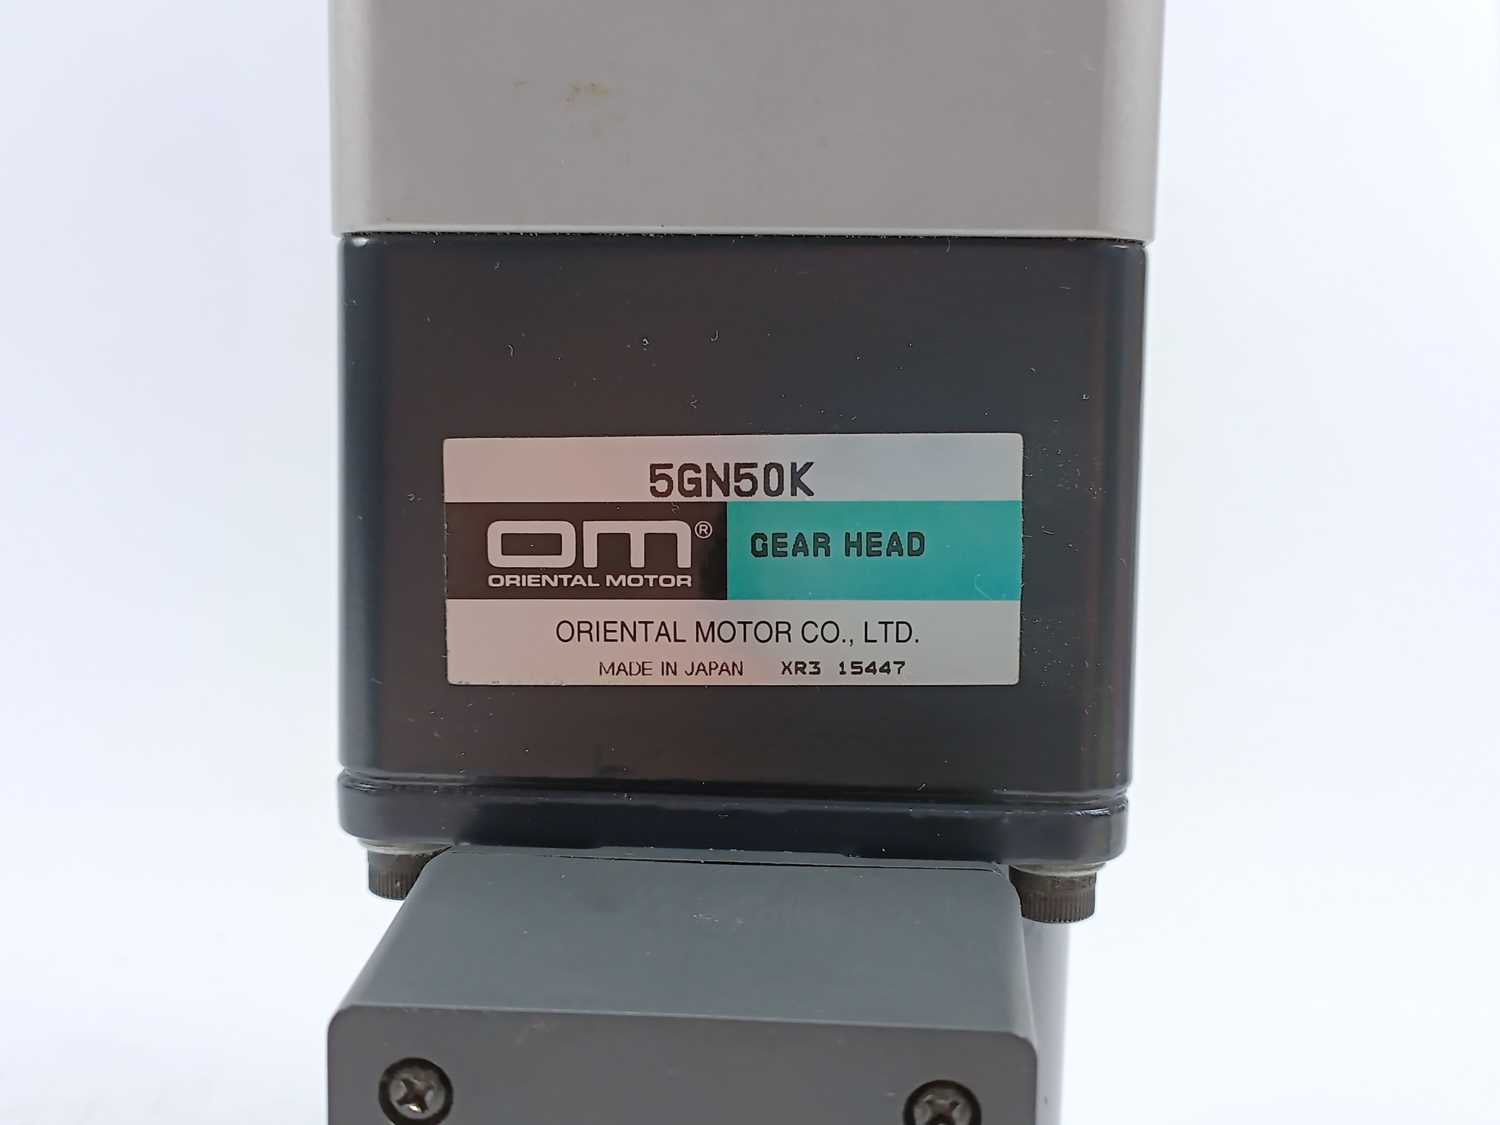 5GN50K
OM®
ORIENTAL MOTOR
GEAR HEAD
ORIENTAL MOTOR CO., LTD.
MADE IN JAPAN XR3 15447